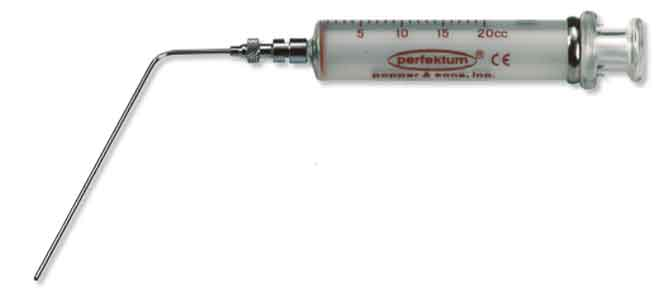 5 10 15 20cc
perfektum® CE
popper & sons, inc.